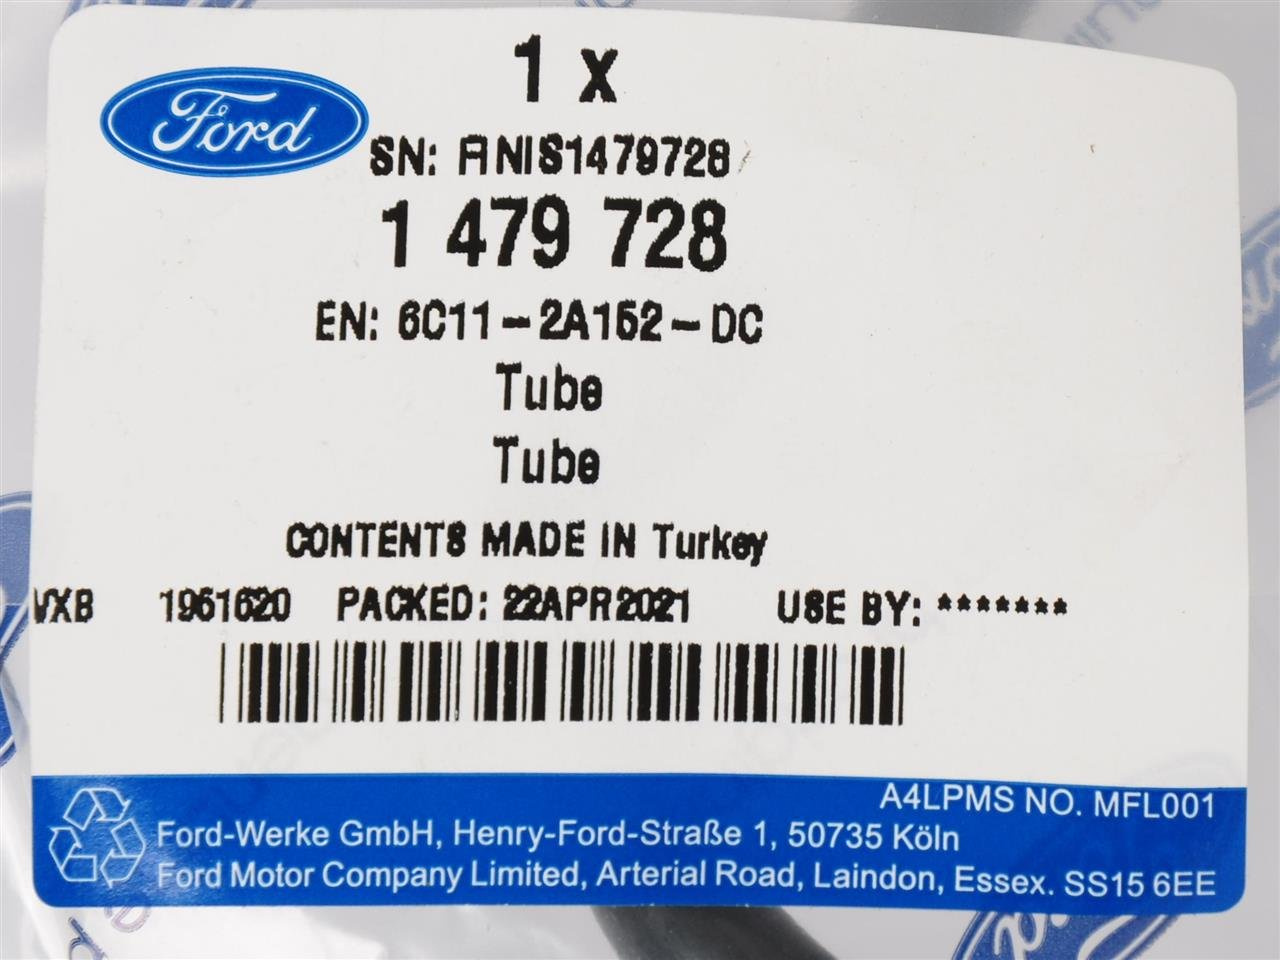 1 x
Ford
SN: FINIS1479728
1 479 728
EN: 6C11-2A152-DC
Tube
Tube
CONTENTS MADE IN Turkey
VXB 1951620 PACKED: 22APR2021 USE BY: *******
A4LPMS NO. MFL001
Ford-Werke GmbH, Henry-Ford-Straße 1, 50735 Köln
Ford Motor Company Limited, Arterial Road, Laindon, Essex. SS15 6EE